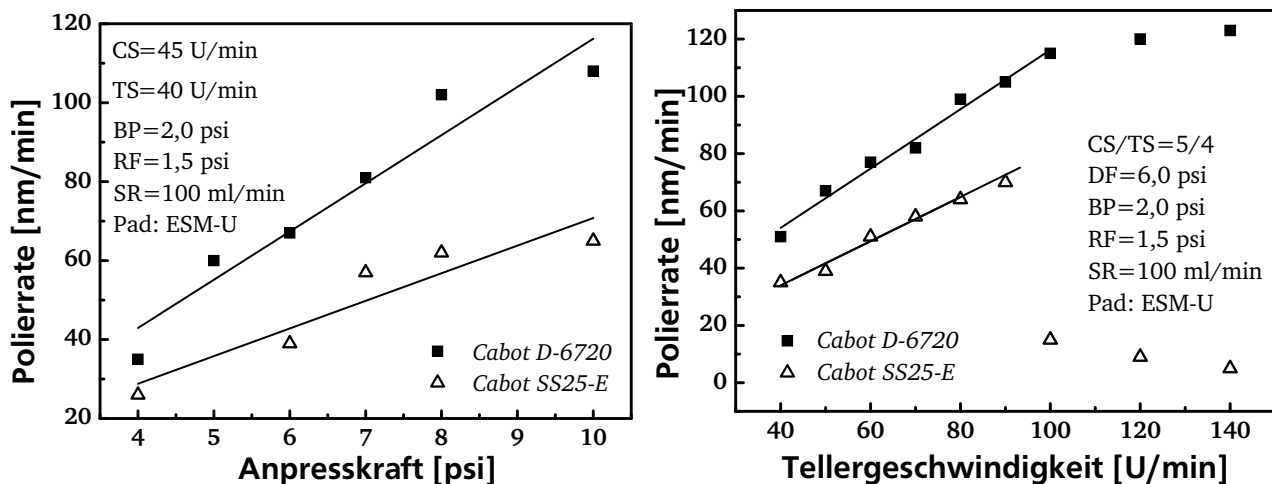 120
100
80
60
40
20
Polierrate [nm/min]
CS=45 U/min
TS=40 U/min
BP=2,0 psi
RF=1,5 psi
SR=100 ml/min
Pad: ESM-U
Cabot D-6720
Cabot SS25-E
4 5 6 7 8 9 10
Anpresskraft [psi]
120
100
80
60
40
20
0
Polierrate [nm/min]
CS/TS=5/4
DF=6,0 psi
BP=2,0 psi
RF=1,5 psi
SR=100 ml/min
Pad: ESM-U
Cabot D-6720
Cabot SS25-E
40 60 80 100 120 140
Tellergeschwindigkeit [U/min]